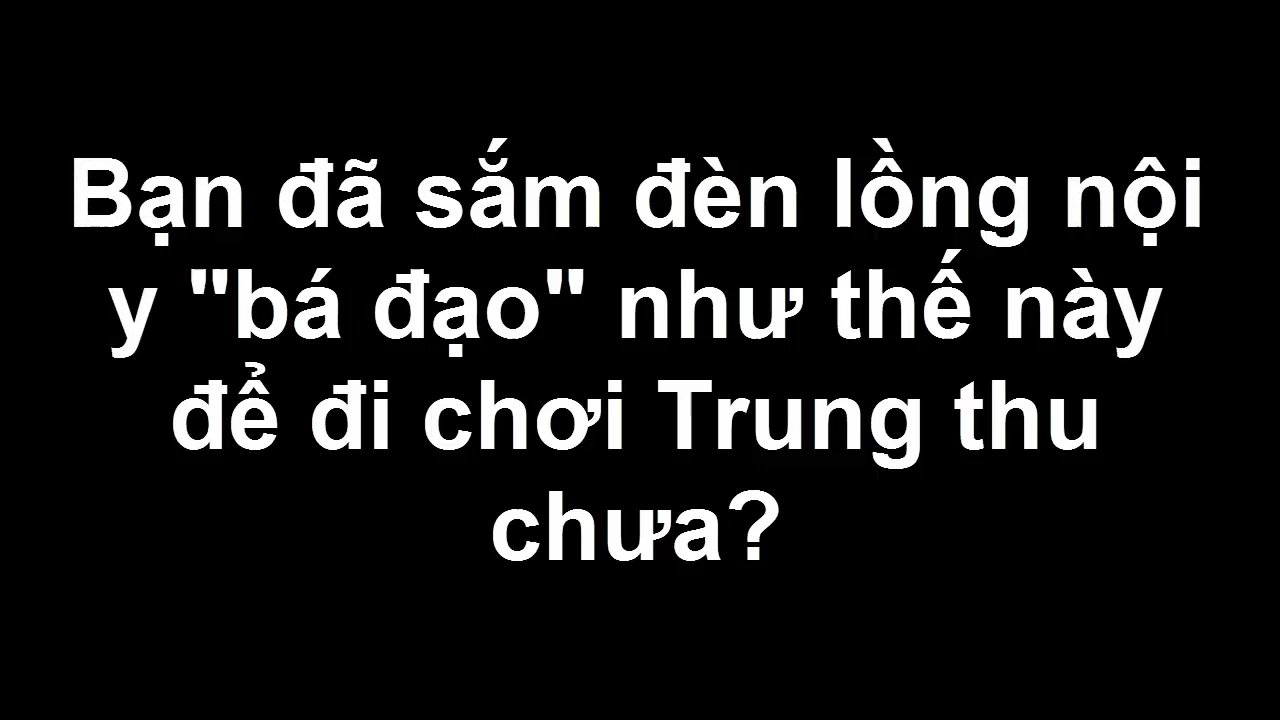 Bạn đã sắm đèn lồng nội
y "bá đạo" như thế này
để đi chơi Trung thu
chưa?